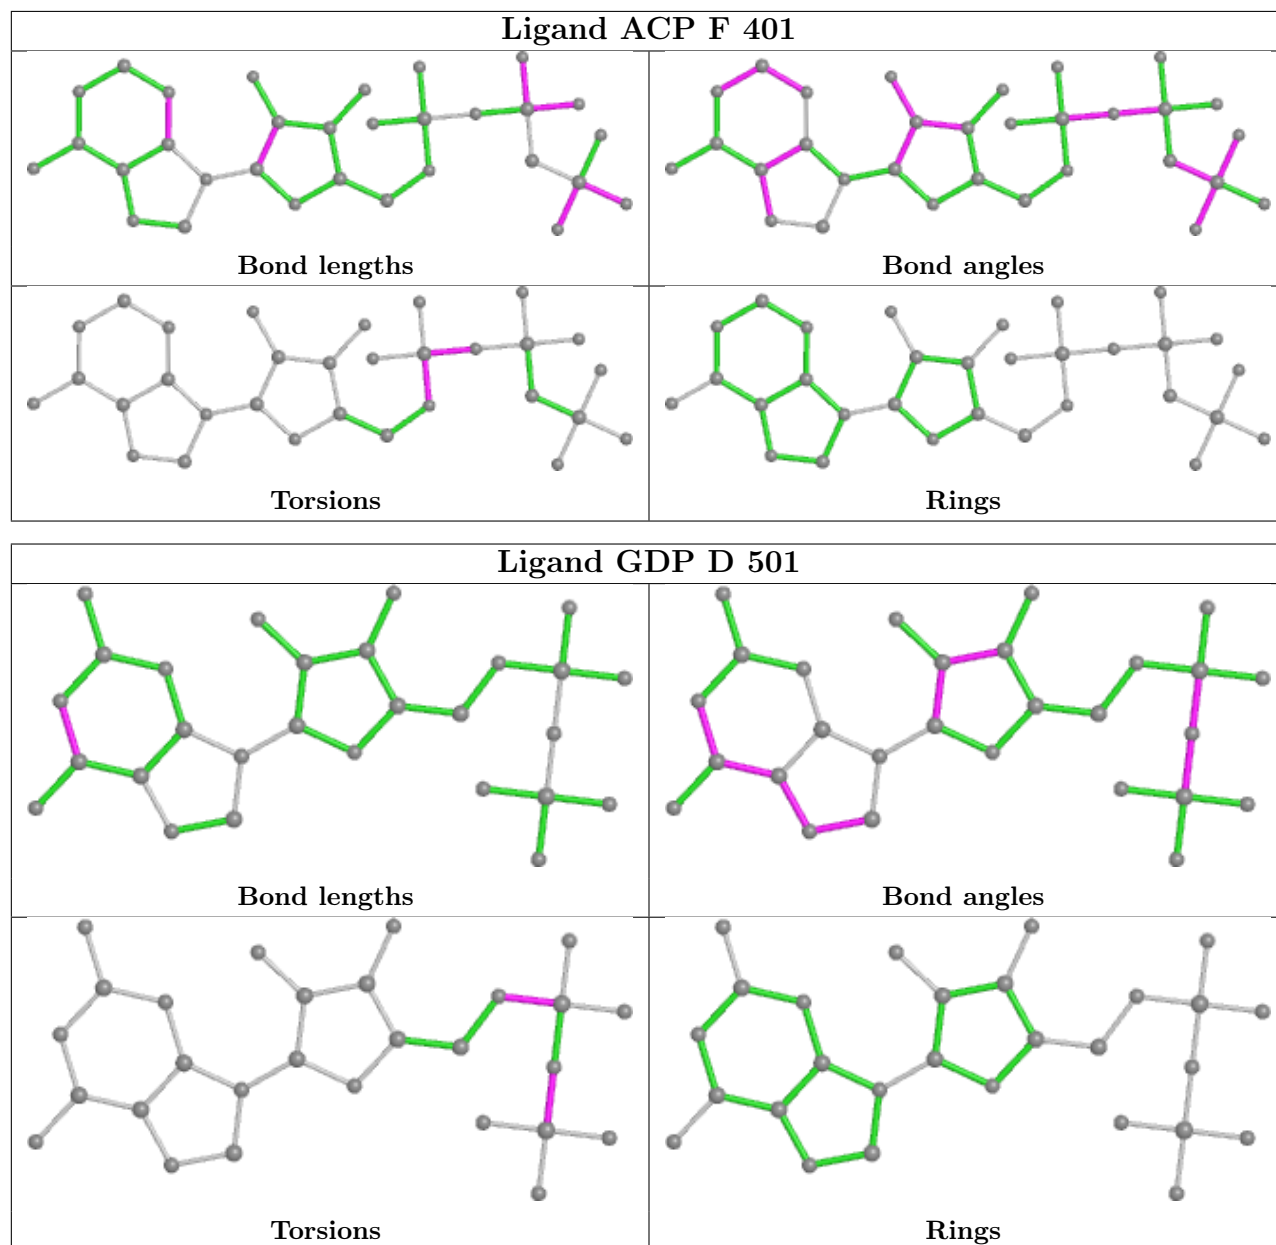 Ligand ACP F 401
Bond lengths
Bond angles
Torsions
Rings
Ligand GDP D 501
Bond lengths
Bond angles
Torsions
Rings